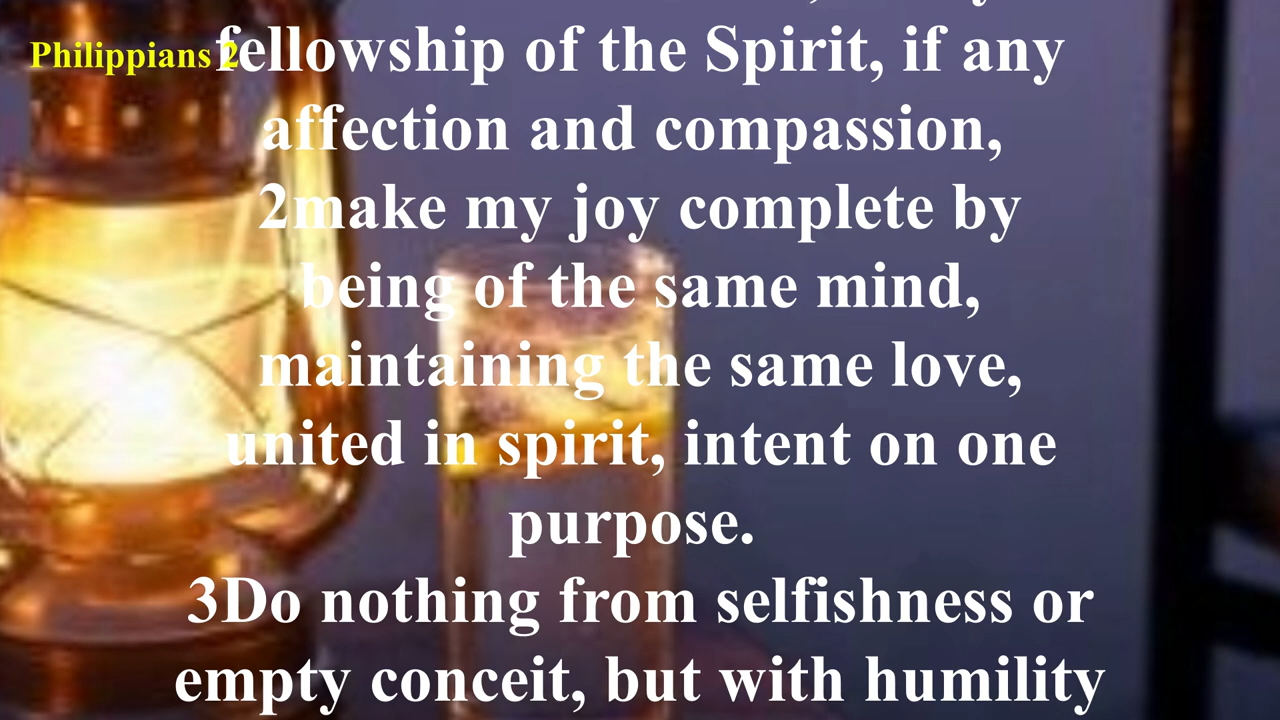 Philippians 2
fellowship of the Spirit, if any
affection and compassion,
2make my joy complete by
being of the same mind,
maintaining the same love,
united in spirit, intent on one
purpose.
3Do nothing from selfishness or
empty conceit, but with humility